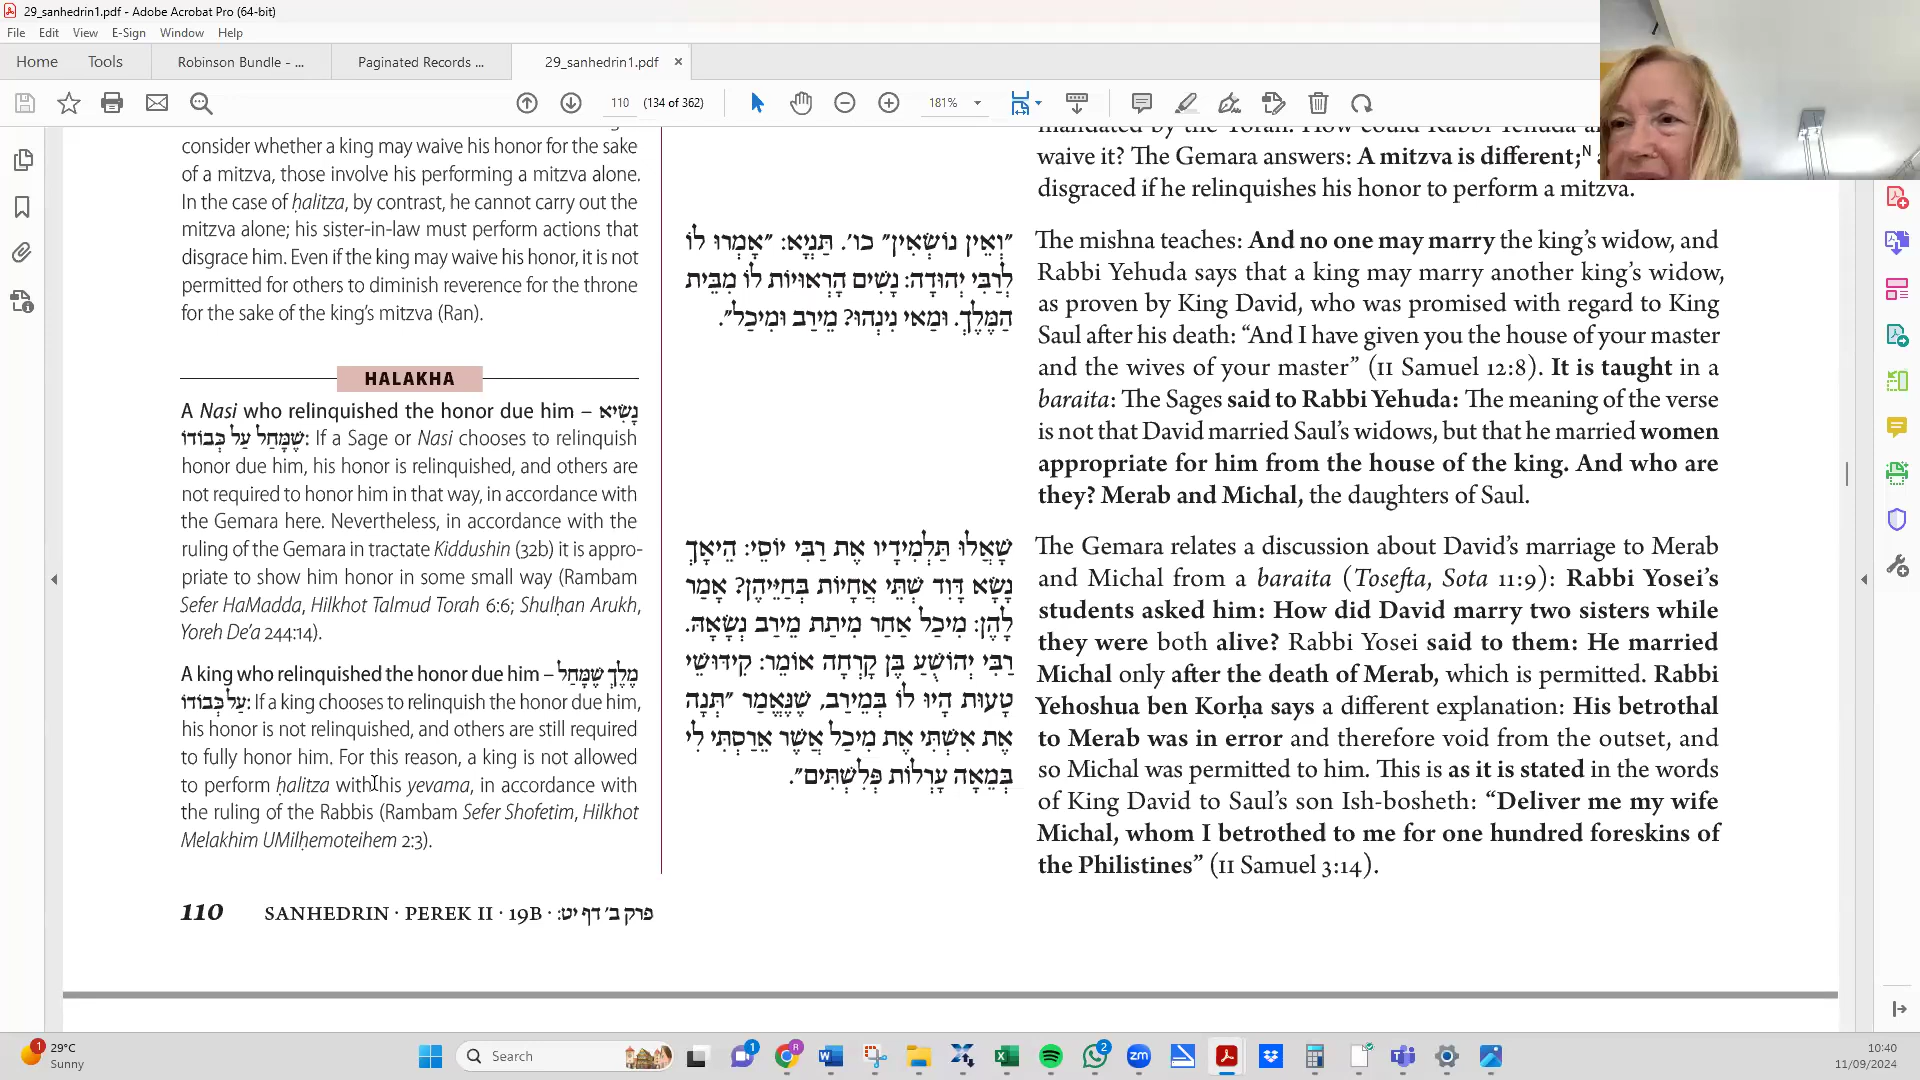 29_sanhedrin1.pdf - Adobe Acrobat Pro (64-bit)
File Edit View E-Sign Window Help
Home Tools Robinson Bundle - ... Paginated Records ... 29_sanhedrin1.pdf ×
110 (134 of 362) 181%
consider whether a king may waive his honor for the sake
of a mitzva, those involve his performing a mitzva alone.
In the case of ḥalitza, by contrast, he cannot carry out the
mitzva alone; his sister-in-law must perform actions that
disgrace him. Even if the king may waive his honor, it is not
permitted for others to diminish reverence for the throne
for the sake of the king's mitzva (Ran).
HALAKHA
A Nasi who relinquished the honor due him – נָשִׂיא
שֶׁמָּחַל עַל כְּבוֹדוֹ: If a Sage or Nasi chooses to relinquish
honor due him, his honor is relinquished, and others are
not required to honor him in that way, in accordance with
the Gemara here. Nevertheless, in accordance with the
ruling of the Gemara in tractate Kiddushin (32b) it is appro-
priate to show him honor in some small way (Rambam
Sefer HaMadda, Hilkhot Talmud Torah 6:6; Shulḥan Arukh,
Yoreh De'a 244:14).
A king who relinquished the honor due him – מֶלֶךְ שֶׁמָּחַל
עַל כְּבוֹדוֹ: If a king chooses to relinquish the honor due him,
his honor is not relinquished, and others are still required
to fully honor him. For this reason, a king is not allowed
to perform ḥalitza with his yevama, in accordance with
the ruling of the Rabbis (Rambam Sefer Shofetim, Hilkhot
Melakhim UMilḥemoteihem 2:3).
110 SANHEDRIN · PEREK II · 19B · פרק ב׳ דף יט:
״וְאֵין נוֹשְׂאִין״ כו׳. תַּנְיָא: ״אָמְרוּ לוֹ
לְרַבִּי יְהוּדָה: נָשִׁים הָרְאוּיוֹת לוֹ מִבֵּית
הַמֶּלֶךְ. וּמַאי נִינְהוּ? מֵירַב וּמִיכַל״.
שָׁאֲלוּ תַּלְמִידָיו אֶת רַבִּי יוֹסֵי: הֵיאָךְ
נָשָׂא דָּוִד שְׁתֵּי אֲחָיוֹת בְּחַיֵּיהֶן? אָמַר
לָהֶן: מִיכַל אַחַר מִיתַת מֵירַב נְשָׂאָהּ.
רַבִּי יְהוֹשֻׁעַ בֶּן קָרְחָה אוֹמֵר: קִידּוּשֵׁי
טָעוּת הָיוּ לוֹ בְּמֵירַב, שֶׁנֶּאֱמַר ״תְּנָה
אֶת אִשְׁתִּי אֶת מִיכַל אֲשֶׁר אֵרַסְתִּי לִי
בְּמֵאָה עָרְלוֹת פְּלִשְׁתִּים״.
mandated by the Torah. How could Rabbi Yehuda
waive it? The Gemara answers: A mitzva is different;ᴺ
disgraced if he relinquishes his honor to perform a mitzva.
The mishna teaches: And no one may marry the king's widow, and
Rabbi Yehuda says that a king may marry another king's widow,
as proven by King David, who was promised with regard to King
Saul after his death: “And I have given you the house of your master
and the wives of your master” (II Samuel 12:8). It is taught in a
baraita: The Sages said to Rabbi Yehuda: The meaning of the verse
is not that David married Saul's widows, but that he married women
appropriate for him from the house of the king. And who are
they? Merab and Michal, the daughters of Saul.
The Gemara relates a discussion about David's marriage to Merab
and Michal from a baraita (Tosefta, Sota 11:9): Rabbi Yosei's
students asked him: How did David marry two sisters while
they were both alive? Rabbi Yosei said to them: He married
Michal only after the death of Merab, which is permitted. Rabbi
Yehoshua ben Korḥa says a different explanation: His betrothal
to Merab was in error and therefore void from the outset, and
so Michal was permitted to him. This is as it is stated in the words
of King David to Saul's son Ish-bosheth: “Deliver me my wife
Michal, whom I betrothed to me for one hundred foreskins of
the Philistines” (II Samuel 3:14).
29°C
Sunny
Search
10:40
11/09/2024